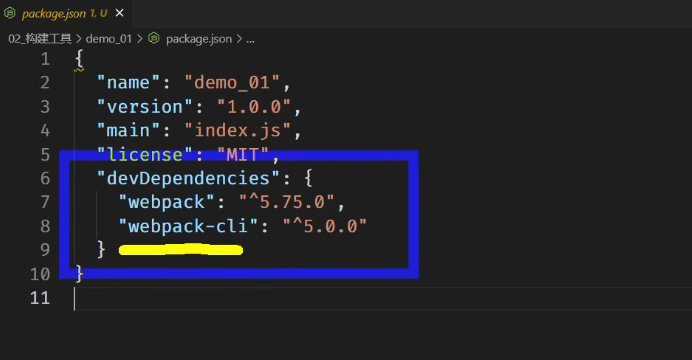 package.json 1, U
02_构建工具 > demo_01 > package.json > ...
1 {
2 "name": "demo_01",
3 "version": "1.0.0",
4 "main": "index.js",
5 "license": "MIT",
6 "devDependencies": {
7 "webpack": "^5.75.0",
8 "webpack-cli": "^5.0.0"
9 }
10 }
11